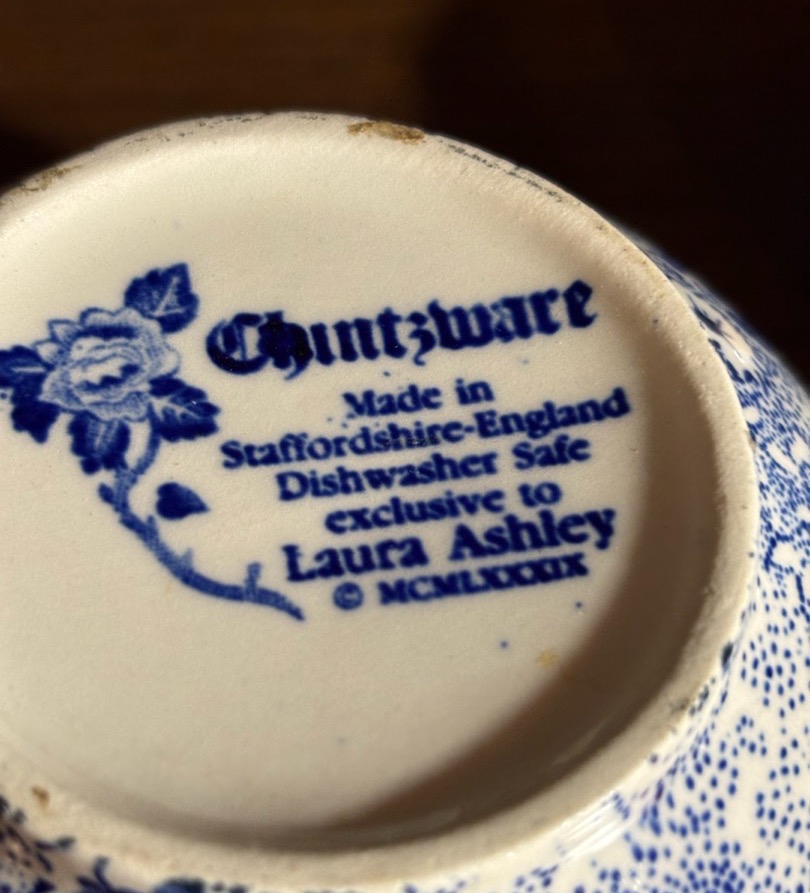 Chintzware
Made in
Staffordshire-England
Dishwasher Safe
exclusive to
Laura Ashley
© MCMLXXXIX